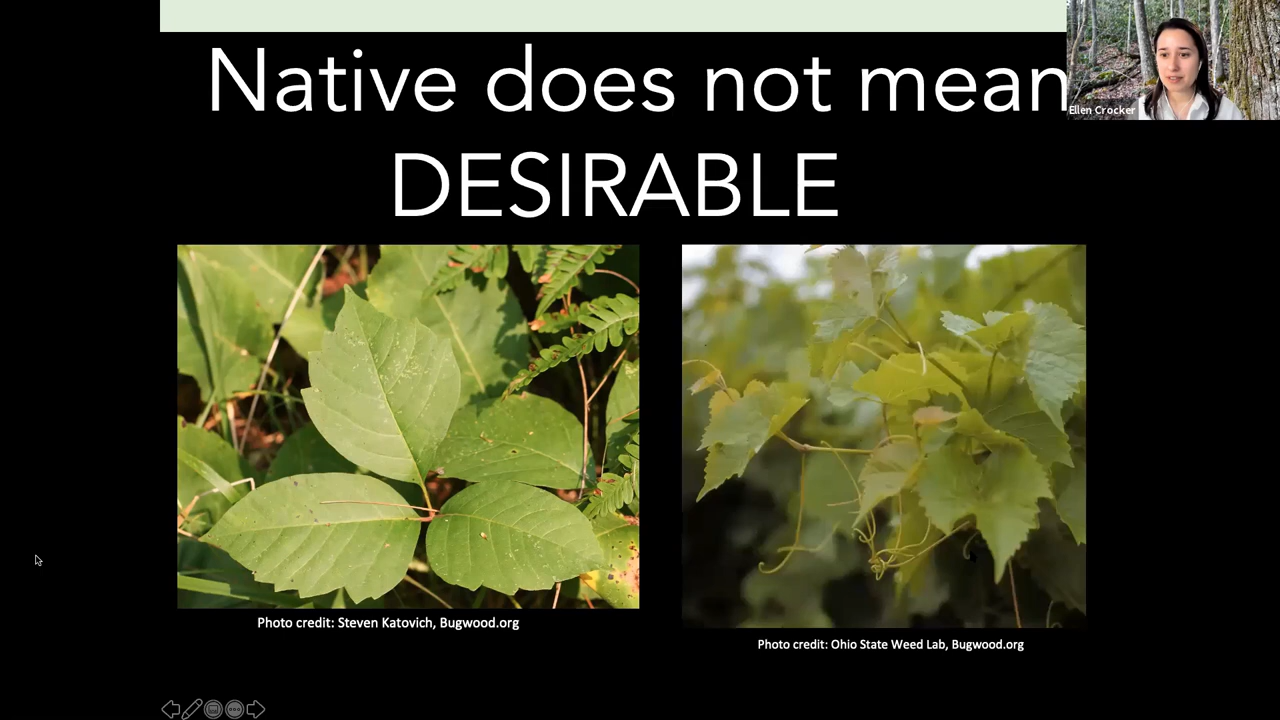 Native does not mean
DESIRABLE
Ellen Crocker
Photo credit: Steven Katovich, Bugwood.org
Photo credit: Ohio State Weed Lab, Bugwood.org